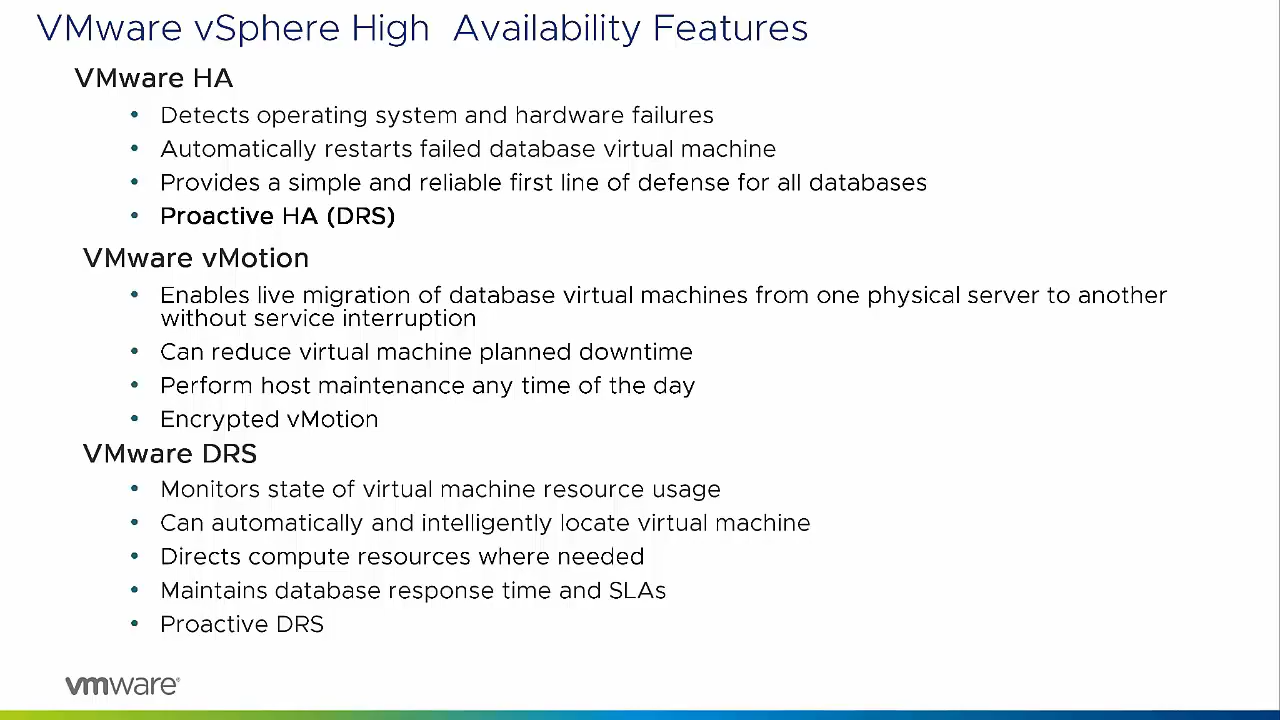 VMware vSphere High Availability Features
VMware HA
• Detects operating system and hardware failures
• Automatically restarts failed database virtual machine
• Provides a simple and reliable first line of defense for all databases
• Proactive HA (DRS)
VMware vMotion
• Enables live migration of database virtual machines from one physical server to another
without service interruption
• Can reduce virtual machine planned downtime
• Perform host maintenance any time of the day
• Encrypted vMotion
VMware DRS
• Monitors state of virtual machine resource usage
• Can automatically and intelligently locate virtual machine
• Directs compute resources where needed
• Maintains database response time and SLAs
• Proactive DRS
vmware®